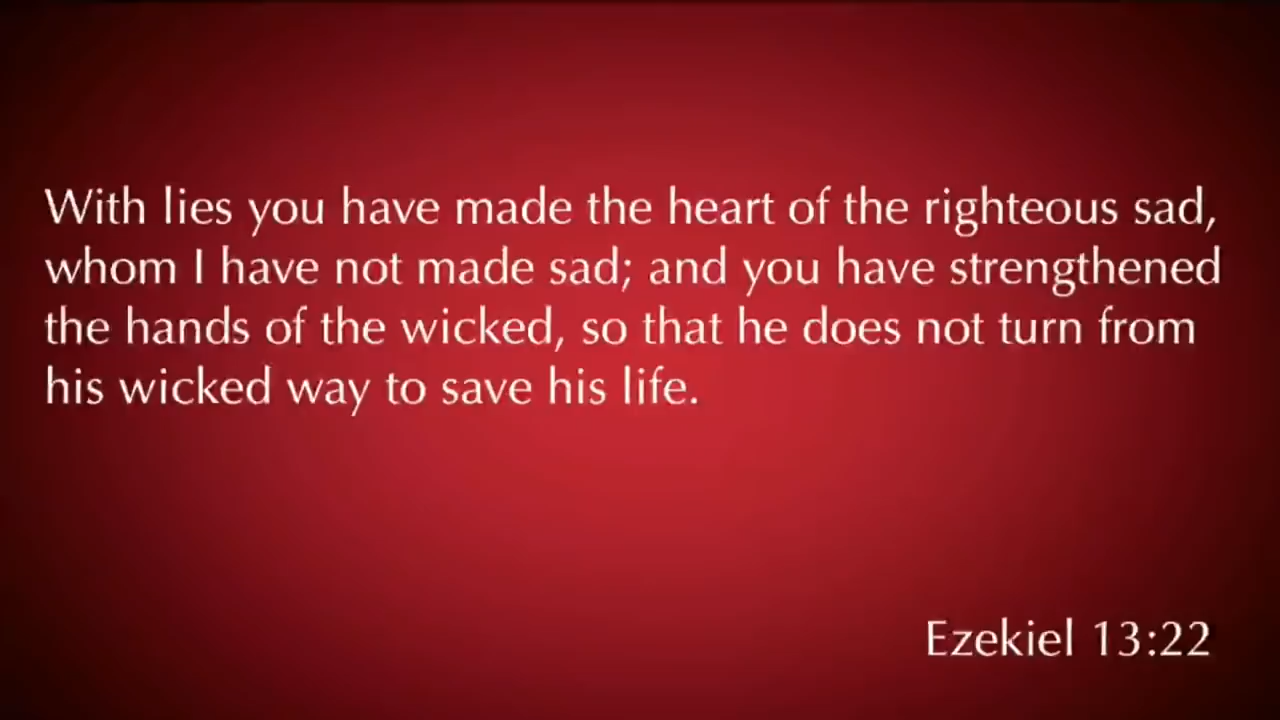 With lies you have made the heart of the righteous sad,
whom I have not made sad; and you have strengthened
the hands of the wicked, so that he does not turn from
his wicked way to save his life.
Ezekiel 13:22